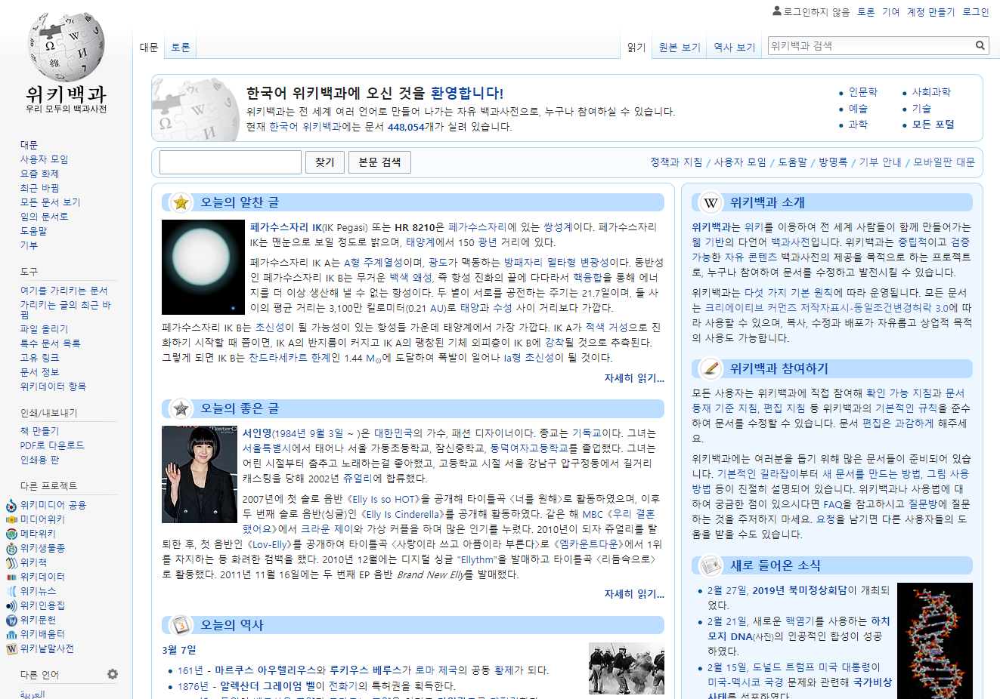 로그인하지 않음 토론 기여 계정 만들기 로그인
위키백과
우리 모두의 백과사전
대문 토론 읽기 원본 보기 역사 보기 위키백과 검색
대문
사용자 모임
요즘 화제
최근 바뀜
모든 문서 보기
임의 문서로
도움말
기부
도구
여기를 가리키는 문서
가리키는 글의 최근 바
뀜
파일 올리기
특수 문서 목록
고유 링크
문서 정보
위키데이터 항목
인쇄/내보내기
책 만들기
PDF로 다운로드
인쇄용 판
다른 프로젝트
위키미디어 공용
미디어위키
메타위키
위키생물종
위키책
위키데이터
위키뉴스
위키인용집
위키문헌
위키배움터
위키낱말사전
다른 언어
العربية
한국어 위키백과에 오신 것을 환영합니다!
위키백과는 전 세계 여러 언어로 만들어 나가는 자유 백과사전으로, 누구나 참여하실 수 있습니다.
현재 한국어 위키백과에는 문서 448,054개가 실려 있습니다.
인문학 사회과학
예술 기술
과학 모든 포털
찾기 본문 검색
정책과 지침 / 사용자 모임 / 도움말 / 방명록 / 기부 안내 / 모바일판 대문
오늘의 알찬 글
페가수스자리 IK(IK Pegasi) 또는 HR 8210은 페가수스자리에 있는 쌍성계이다. 페가수스자리
IK는 맨눈으로 보일 정도로 밝으며, 태양계에서 150 광년 거리에 있다.
페가수스자리 IK A는 A형 주계열성이며, 광도가 맥동하는 방패자리 델타형 변광성이다. 동반성
인 페가수스자리 IK B는 무거운 백색 왜성, 즉 항성 진화의 끝에 다다라서 핵융합을 통해 에너
지를 더 이상 생산해 낼 수 없는 항성이다. 두 별이 서로를 공전하는 주기는 21.7일이며, 둘 사
이의 평균 거리는 3,100만 킬로미터(0.21 AU)로 태양과 수성 사이 거리보다 가깝다.
페가수스자리 IK B는 초신성이 될 가능성이 있는 항성들 가운데 태양계에서 가장 가깝다. IK A가 적색 거성으로 진
화하기 시작할 때 쯤이면, IK A의 반지름이 커지고 IK A의 팽창된 기체 외피층이 IK B에 강착될 것으로 추측된다.
그렇게 되면 IK B는 찬드라세카르 한계인 1.44 M☉에 도달하여 폭발이 일어나 Ia형 초신성이 될 것이다.
자세히 읽기...
오늘의 좋은 글
서인영(1984년 9월 3일 ~ )은 대한민국의 가수, 패션 디자이너이다. 종교는 기독교이다. 그녀는
서울특별시에서 태어나 서울 가동초등학교, 잠신중학교, 동덕여자고등학교를 졸업했다. 그녀는
어린 시절부터 춤추고 노래하는걸 좋아했고, 고등학교 시절 서울 강남구 압구정동에서 길거리
캐스팅을 당해 2002년 쥬얼리에 합류했다.
2007년에 첫 솔로 음반 《Elly Is so HOT》을 공개해 타이틀곡 〈너를 원해〉로 활동하였으며, 이후
두 번째 솔로 음반(싱글)인 《Elly Is Cinderella》를 공개해 활동하였다. 같은 해 MBC 《우리 결혼
했어요》에서 크라운 제이와 가상 커플을 하며 많은 인기를 누렸다. 2010년이 되자 쥬얼리를 탈
퇴한 후, 첫 음반인 《Lov-Elly》를 공개하여 타이틀곡 〈사랑이라 쓰고 아픔이라 부른다〉로 《엠카운트다운》에서 1위
를 차지하는 등 화려한 컴백을 했다. 2010년 12월에는 디지털 싱글 "Ellythm"을 발매하고 타이틀곡 〈리듬속으로〉
로 활동했다. 2011년 11월 16일에는 두 번째 EP 음반 Brand New Elly를 발매했다.
자세히 읽기...
오늘의 역사
3월 7일
161년 - 마르쿠스 아우렐리우스와 루키우스 베루스가 로마 제국의 공동 황제가 되다.
1876년 - 알렉산더 그레이엄 벨이 전화기의 특허권을 획득한다.
위키백과 소개
위키백과는 위키를 이용하여 전 세계 사람들이 함께 만들어가는
웹 기반의 다언어 백과사전입니다. 위키백과는 중립적이고 검증
가능한 자유 콘텐츠 백과사전의 제공을 목적으로 하는 프로젝트
로, 누구나 참여하여 문서를 수정하고 발전시킬 수 있습니다.
위키백과는 다섯 가지 기본 원칙에 따라 운영됩니다. 모든 문서
는 크리에이티브 커먼즈 저작자표시-동일조건변경허락 3.0에 따
라 사용할 수 있으며, 복사, 수정과 배포가 자유롭고 상업적 목적
의 사용도 가능합니다.
위키백과 참여하기
모든 사용자는 위키백과에 직접 참여해 확인 가능 지침과 문서
등재 기준 지침, 편집 지침 등 위키백과의 기본적인 규칙을 준수
하여 문서를 수정할 수 있습니다. 문서 편집은 과감하게 해주세
요.
위키백과에는 여러분을 돕기 위해 많은 문서들이 준비되어 있습
니다. 기본적인 길라잡이부터 새 문서를 만드는 방법, 그림 사용
방법 등이 친절히 설명되어 있습니다. 위키백과나 사용법에 대
하여 궁금한 점이 있으시다면 FAQ을 참고하시고 질문방에 질문
하는 것을 주저하지 마세요. 요청을 남기면 다른 사용자들의 도
움을 받을 수도 있습니다.
새로 들어온 소식
2월 27일, 2019년 북미정상회담이 개최되
었다.
2월 21일, 새로운 핵염기를 사용하는 하치
모지 DNA(사진)의 인공적인 합성이 성공
하였다.
2월 15일, 도널드 트럼프 미국 대통령이
미국-멕시코 국경 문제와 관련해 국가비상
사태를 선포하였다.